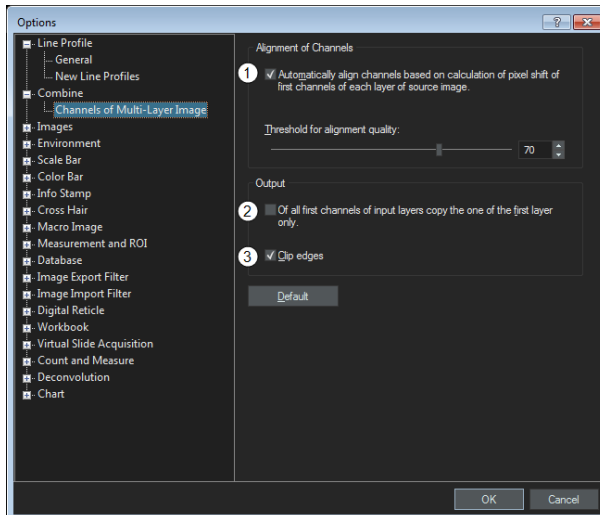 Options
Line Profile
General
New Line Profiles
Combine
Channels of Multi-Layer Image
Images
Environment
Scale Bar
Color Bar
Info Stamp
Cross Hair
Macro Image
Measurement and ROI
Database
Image Export Filter
Image Import Filter
Digital Reticle
Workbook
Virtual Slide Acquisition
Count and Measure
Deconvolution
Chart
Alignment of Channels
1 Automatically align channels based on calculation of pixel shift of
first channels of each layer of source image.
Threshold for alignment quality:
70
Output
2 Of all first channels of input layers copy the one of the first layer
only.
3 Clip edges
Default
OK Cancel